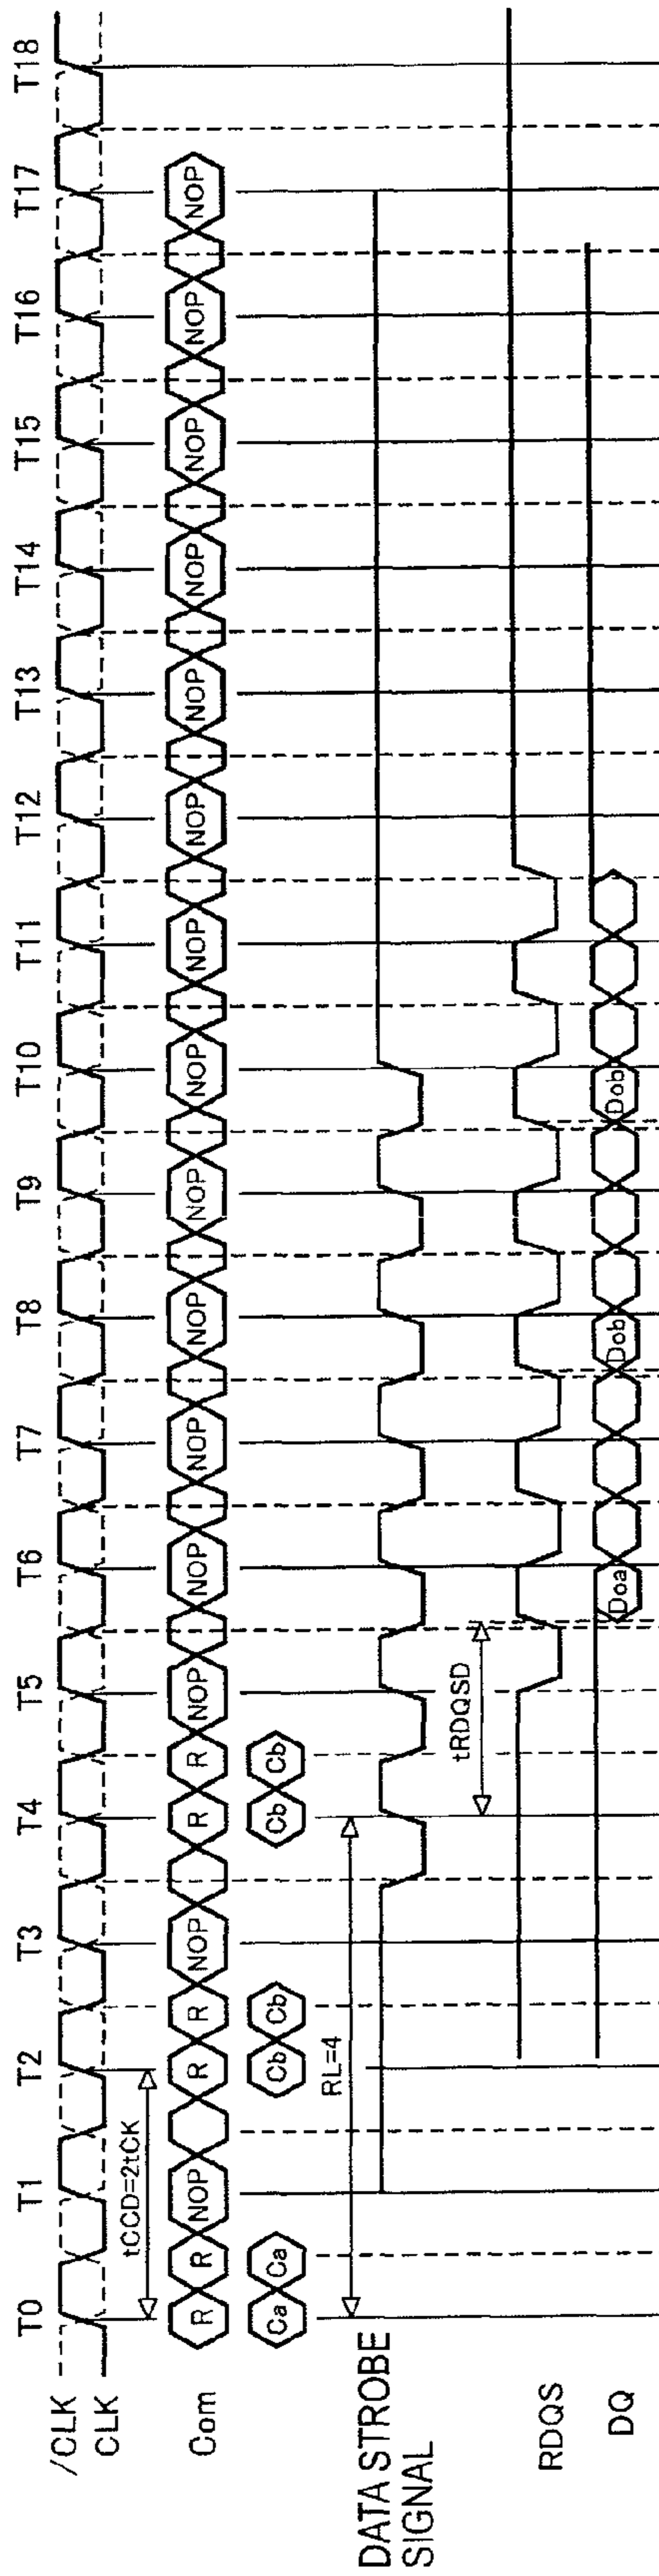 T0 T1 T2 T3 T4 T5 T6 T7 T8 T9 T10 T11 T12 T13 T14 T15 T16 T17 T18
/CLK
CLK
tCCD=2tCK
Com R R NOP R R NOP R R NOP NOP NOP NOP NOP NOP NOP NOP NOP NOP NOP NOP NOP
Ca Ca Cb Cb Cb Cb
RL=4
DATA STROBE
SIGNAL
tRDQSD
RDQS
DQ Doa Dob Dob